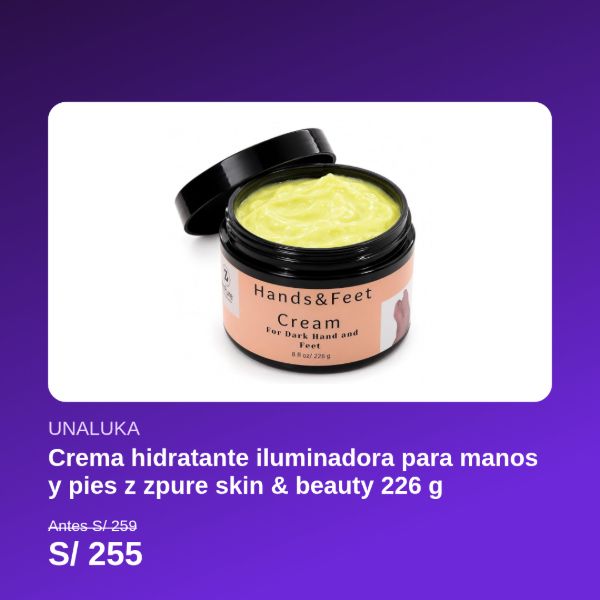 Hands&Feet
Cream
For Dark Hand and
Feet
8 fl oz/ 226 g
UNALUKA
Crema hidratante iluminadora para manos
y pies z zpure skin & beauty 226 g
Antes S/ 259
S/ 255